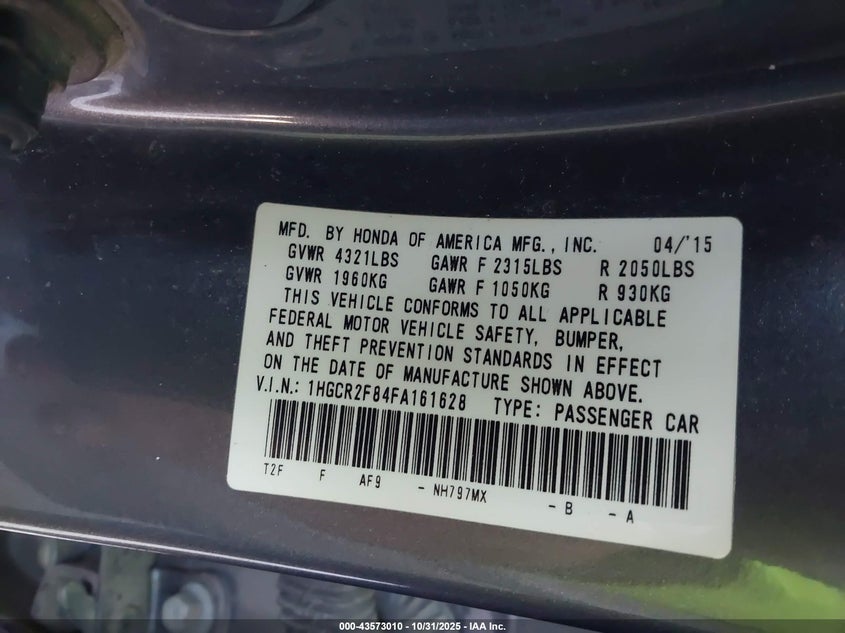 MFD. BY HONDA OF AMERICA MFG., INC. 04/'15
GVWR 4321LBS GAWR F 2315LBS R 2050LBS
GVWR 1960KG GAWR F 1050KG R 930KG
THIS VEHICLE CONFORMS TO ALL APPLICABLE
FEDERAL MOTOR VEHICLE SAFETY, BUMPER,
AND THEFT PREVENTION STANDARDS IN EFFECT
ON THE DATE OF MANUFACTURE SHOWN ABOVE.
V.I.N.: 1HGCR2F84FA161628 TYPE: PASSENGER CAR
T2F F AF9 - NH797MX - B - A
000-43573010 - 10/31/2025 - IAA Inc.